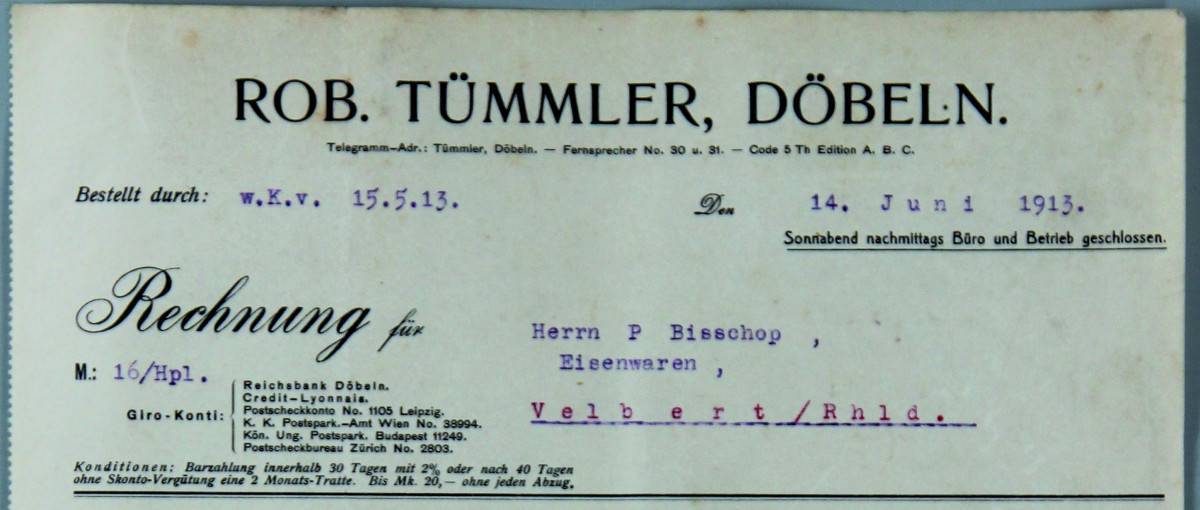 ROB. TÜMMLER, DÖBELN.
Telegramm-Adr.: Tümmler, Döbeln. — Fernsprecher No. 30 u. 31. — Code 5 Th Edition A. B. C.
Bestellt durch: w.K.v. 15.5.13.
Den 14. Juni 1913.
Sonnabend nachmittags Büro und Betrieb geschlossen.
Rechnung für
Herrn P Bisschop ,
Eisenwaren ,
Velbert/Rhld.
M.: 16/Hpl.
Giro-Konti:
Reichsbank Döbeln.
Credit-Lyonnais.
Postscheckkonto No. 1105 Leipzig.
K. K. Postspark.-Amt Wien No. 38994.
Kön. Ung. Postspark. Budapest 11249.
Postscheckbureau Zürich No. 2803.
Konditionen: Barzahlung innerhalb 30 Tagen mit 2% oder nach 40 Tagen
ohne Skonto-Vergütung eine 2 Monats-Tratte. Bis Mk. 20,— ohne jeden Abzug.